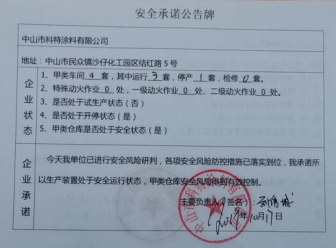 安全承诺公告牌
中山市科特涂料有限公司
地址：中山市民众镇沙仔化工园区结红路5号
企业状态
1、甲类车间4套，其中运行3套，停产1套，检修0套。
2、特殊动火作业0处、一级动火作业0处、二级动火作业0处。
3、是否处于试生产状态（否）
4、是否处于开停车状态（否）
5、甲类仓库是否处于安全状态（是）
企业承诺
今天我单位已进行安全风险研判，各项安全风险防控措施已落实到位，我承诺所
以生产装置处于安全运行状态，甲类仓库安全风险得到有效控制。
主要负责人签名：
2019年10月17日